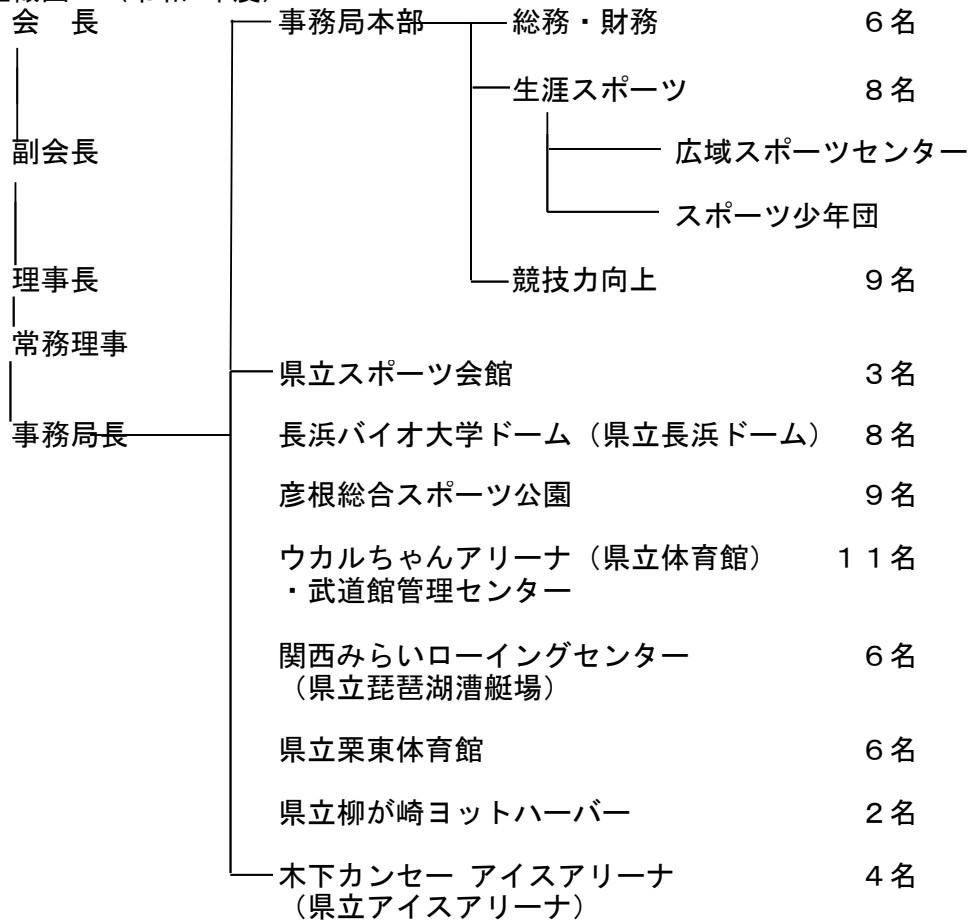 会　長 事務局本部 総務・財務 ６名
生涯スポーツ ８名
副会長 広域スポーツセンター
スポーツ少年団
理事長 競技力向上 ９名
常務理事
県立スポーツ会館 ３名
事務局長 長浜バイオ大学ドーム（県立長浜ドーム） ８名
彦根総合スポーツ公園 ９名
ウカルちゃんアリーナ（県立体育館） １１名
・武道館管理センター
関西みらいローイングセンター ６名
（県立琵琶湖漕艇場）
県立栗東体育館 ６名
県立柳が崎ヨットハーバー ２名
木下カンセー アイスアリーナ ４名
（県立アイスアリーナ）